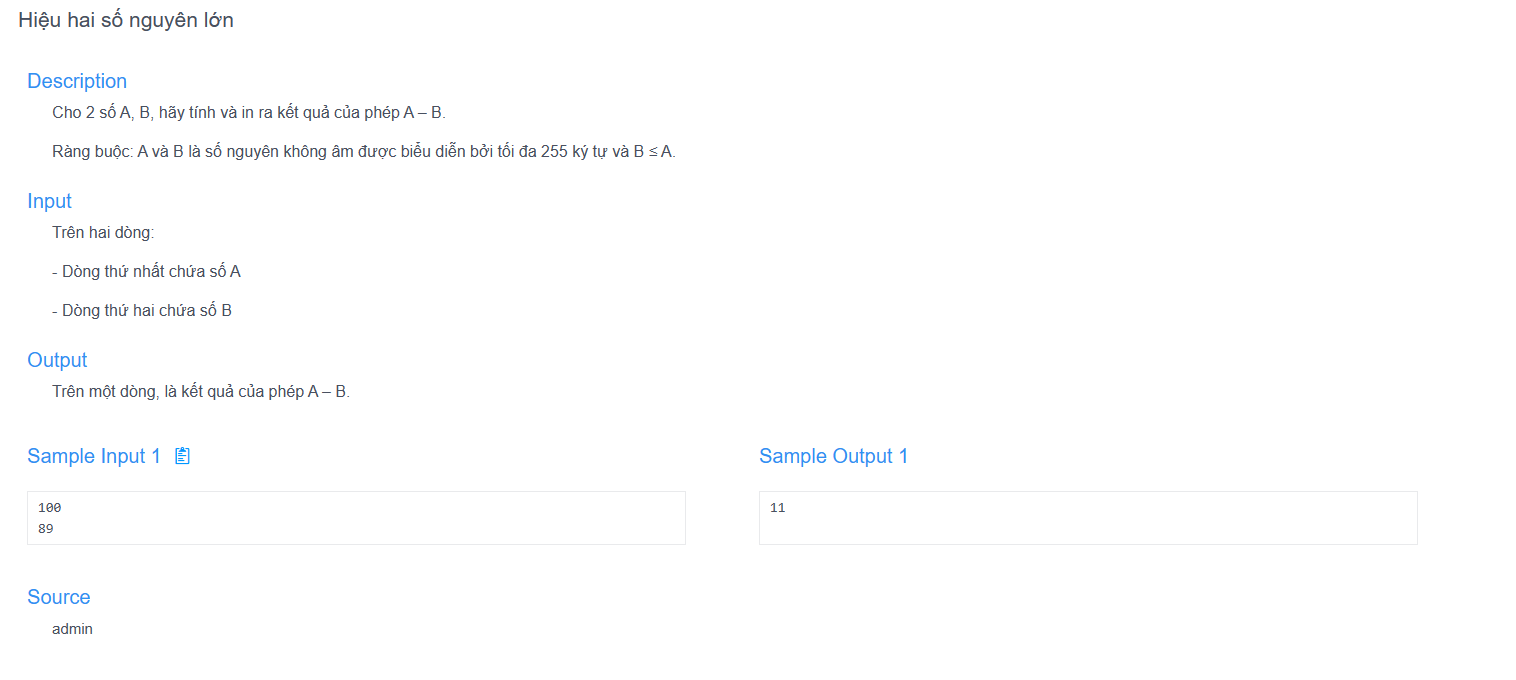 Hiệu hai số nguyên lớn
Description
Cho 2 số A, B, hãy tính và in ra kết quả của phép A – B.
Ràng buộc: A và B là số nguyên không âm được biểu diễn bởi tối đa 255 ký tự và B ≤ A.
Input
Trên hai dòng:
- Dòng thứ nhất chứa số A
- Dòng thứ hai chứa số B
Output
Trên một dòng, là kết quả của phép A – B.
Sample Input 1
100
89
Sample Output 1
11
Source
admin